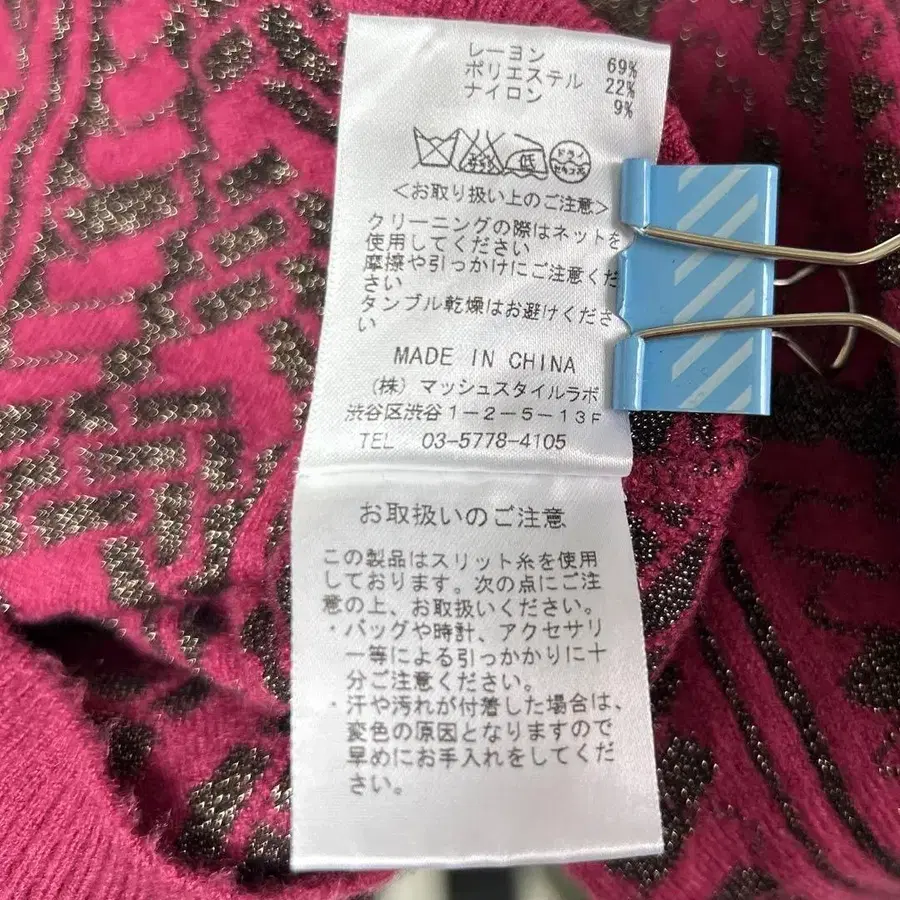 レーヨン 69%
ポリエステル 22%
ナイロン 9%
低
<お取り扱い上のご注意>
クリーニングの際はネットを
使用してください
摩擦や引っかけにご注意くだ
さい
タンブル乾燥はお避けくださ
い
MADE IN CHINA
(株) マッシュスタイルラボ
渋谷区渋谷1-2-5-13F
TEL 03-5778-4105
お取扱いのご注意
この製品はスリット糸を使用
しております。次の点にご注
意の上、お取扱いください。
・バッグや時計、アクセサリ
ー等による引っかかりに十
分ご注意ください。
・汗や汚れが付着した場合は、
変色の原因となりますので
早めにお手入れをしてくだ
さい。